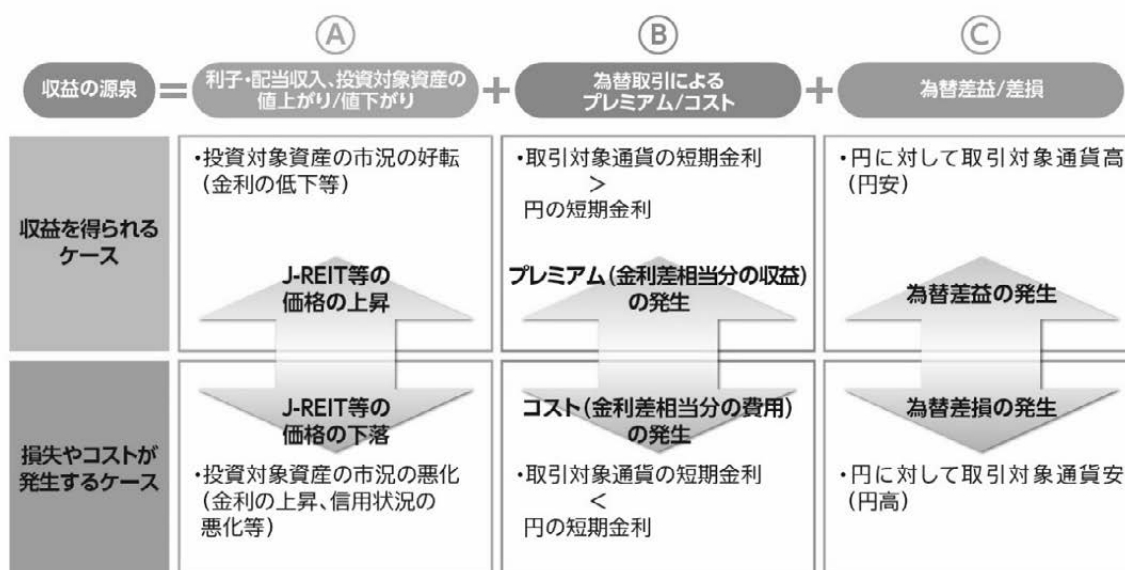 Ⓐ
Ⓑ
Ⓒ
収益の源泉
=
利子・配当収入、投資対象資産の
値上がり/値下がり
+
為替取引による
プレミアム/コスト
+
為替差益/差損
収益を得られる
ケース
・投資対象資産の市況の好転
(金利の低下等)
J-REIT等の
価格の上昇
・取引対象通貨の短期金利
>
円の短期金利
プレミアム(金利差相当分の収益)
の発生
・円に対して取引対象通貨高
(円安)
為替差益の発生
損失やコストが
発生するケース
J-REIT等の
価格の下落
・投資対象資産の市況の悪化
(金利の上昇、信用状況の
悪化等)
コスト(金利差相当分の費用)
の発生
・取引対象通貨の短期金利
<
円の短期金利
為替差損の発生
・円に対して取引対象通貨安
(円高)